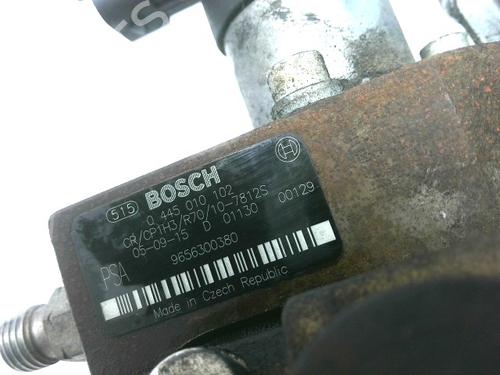 515 BOSCH
0 445 010 102
CR/CP1H3/R70/10-7812S
05-09-15 D 01130 00129
9656300380
PSA
Made in Czech Republic